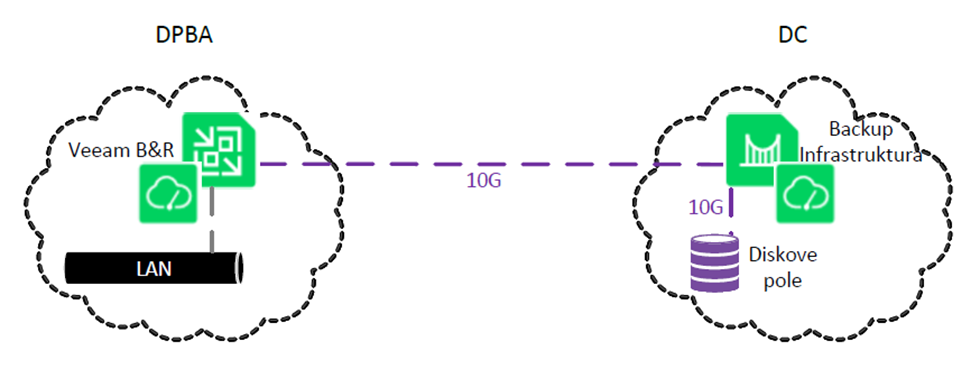 DPBA
DC
Veeam B&R
Backup
Infrastruktura
10G
10G
LAN
Diskove
pole